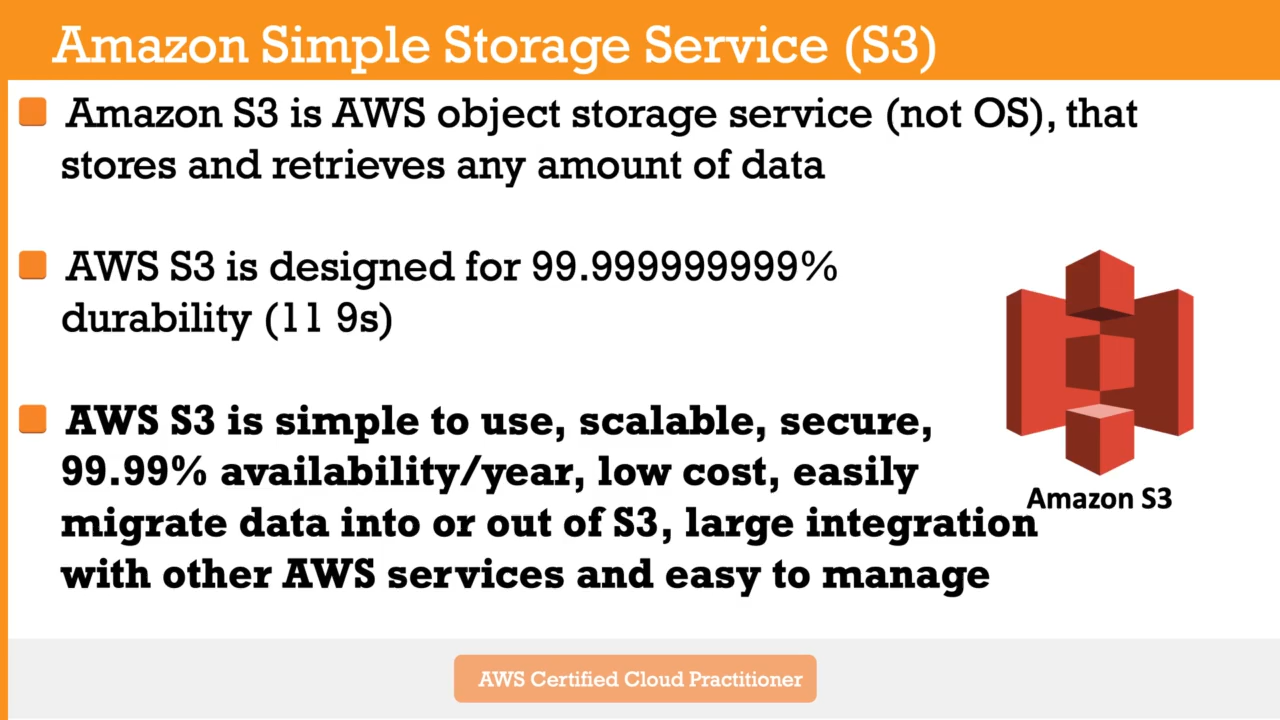 Amazon Simple Storage Service (S3)
Amazon S3 is AWS object storage service (not OS), that
stores and retrieves any amount of data
AWS S3 is designed for 99.999999999%
durability (11 9s)
AWS S3 is simple to use, scalable, secure,
99.99% availability/year, low cost, easily
migrate data into or out of S3, large integration
with other AWS services and easy to manage
Amazon S3
AWS Certified Cloud Practitioner